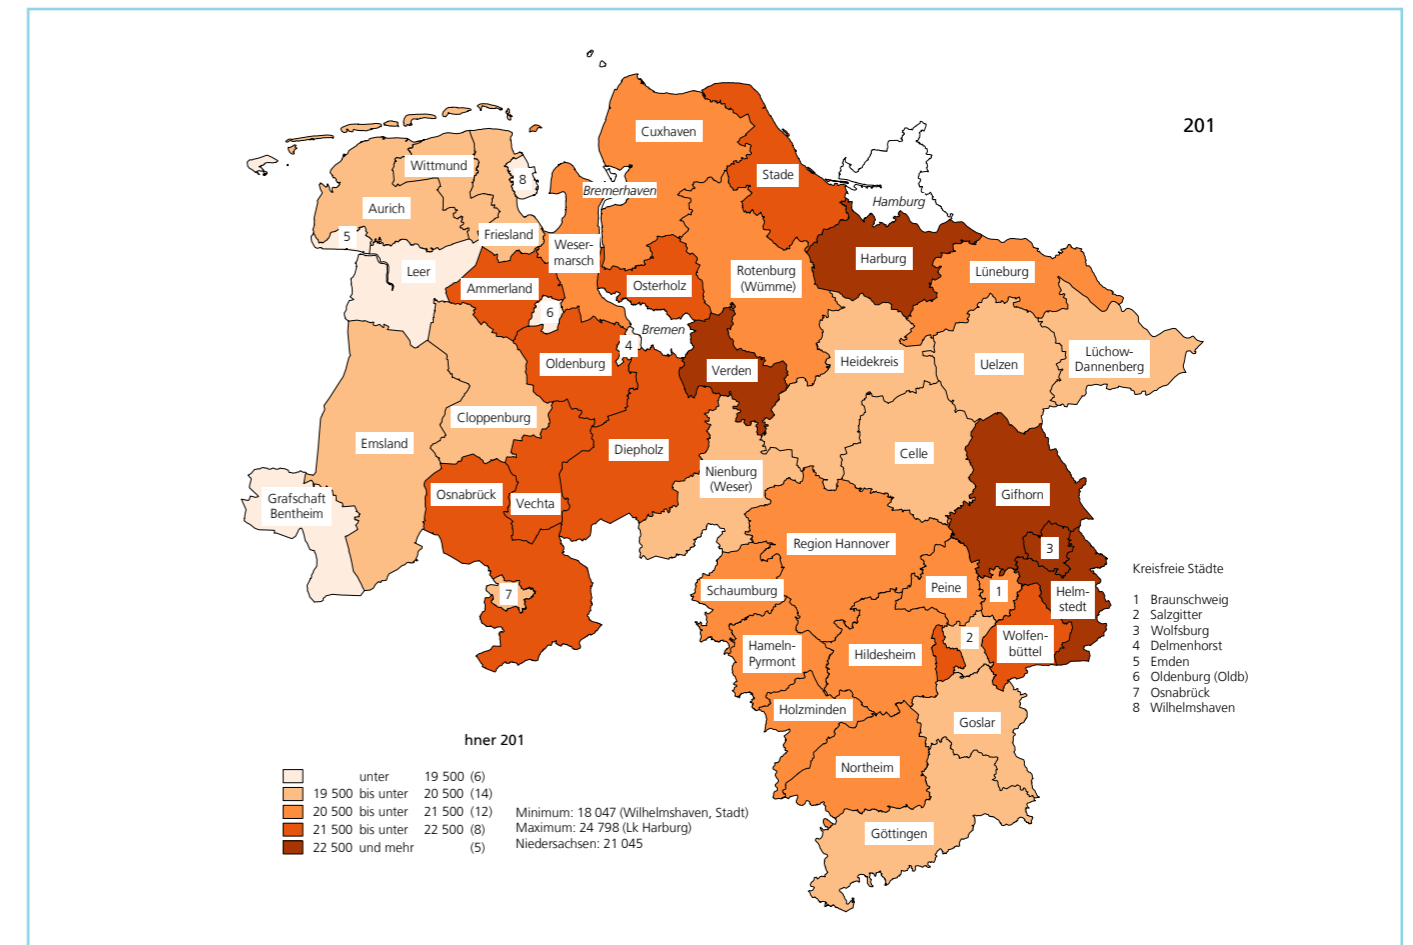 201
Cuxhaven
Wittmund
Stade
8
Bremerhaven
Hamburg
Aurich
5
Friesland
Weser-
marsch
Harburg
Leer
Rotenburg
(Wümme)
Lüneburg
Ammerland
Osterholz
6
Bremen
4
Oldenburg
Verden
Heidekreis
Uelzen
Lüchow-
Dannenberg
Cloppenburg
Emsland
Diepholz
Celle
Nienburg
(Weser)
Osnabrück
Vechta
Gifhorn
Grafschaft
Bentheim
Region Hannover
3
Schaumburg
Peine
1
Helm-
stedt
7
2
Wolfen-
büttel
Hameln-
Pyrmont
Hildesheim
Holzminden
Goslar
Northeim
Göttingen
Kreisfreie Städte
1 Braunschweig
2 Salzgitter
3 Wolfsburg
4 Delmenhorst
5 Emden
6 Oldenburg (Oldb)
7 Osnabrück
8 Wilhelmshaven
hner 201
unter 19 500 (6)
19 500 bis unter 20 500 (14)
20 500 bis unter 21 500 (12)
21 500 bis unter 22 500 (8)
22 500 und mehr (5)
Minimum: 18 047 (Wilhelmshaven, Stadt)
Maximum: 24 798 (Lk Harburg)
Niedersachsen: 21 045